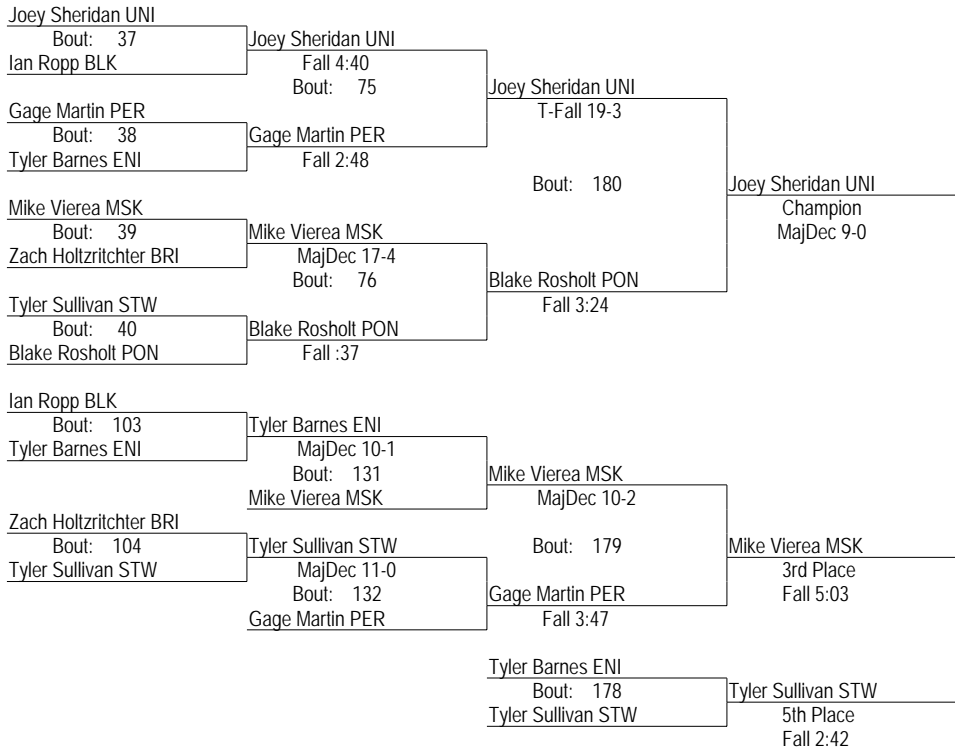 Joey Sheridan UNI
Bout: 37
Joey Sheridan UNI
Ian Ropp BLK
Fall 4:40
Bout: 75
Joey Sheridan UNI
Gage Martin PER
T-Fall 19-3
Bout: 38
Gage Martin PER
Tyler Barnes ENI
Fall 2:48
Bout: 180
Joey Sheridan UNI
Mike Vierea MSK
Champion
Bout: 39
Mike Vierea MSK
MajDec 9-0
Zach Holtzritchter BRI
MajDec 17-4
Bout: 76
Blake Rosholt PON
Tyler Sullivan STW
Fall 3:24
Bout: 40
Blake Rosholt PON
Blake Rosholt PON
Fall :37
Ian Ropp BLK
Bout: 103
Tyler Barnes ENI
Tyler Barnes ENI
MajDec 10-1
Bout: 131
Mike Vierea MSK
Mike Vierea MSK
MajDec 10-2
Zach Holtzritchter BRI
Bout: 104
Tyler Sullivan STW
Bout: 179
Mike Vierea MSK
Tyler Sullivan STW
MajDec 11-0
3rd Place
Bout: 132
Gage Martin PER
Fall 5:03
Gage Martin PER
Fall 3:47
Tyler Barnes ENI
Bout: 178
Tyler Sullivan STW
Tyler Sullivan STW
5th Place
Fall 2:42